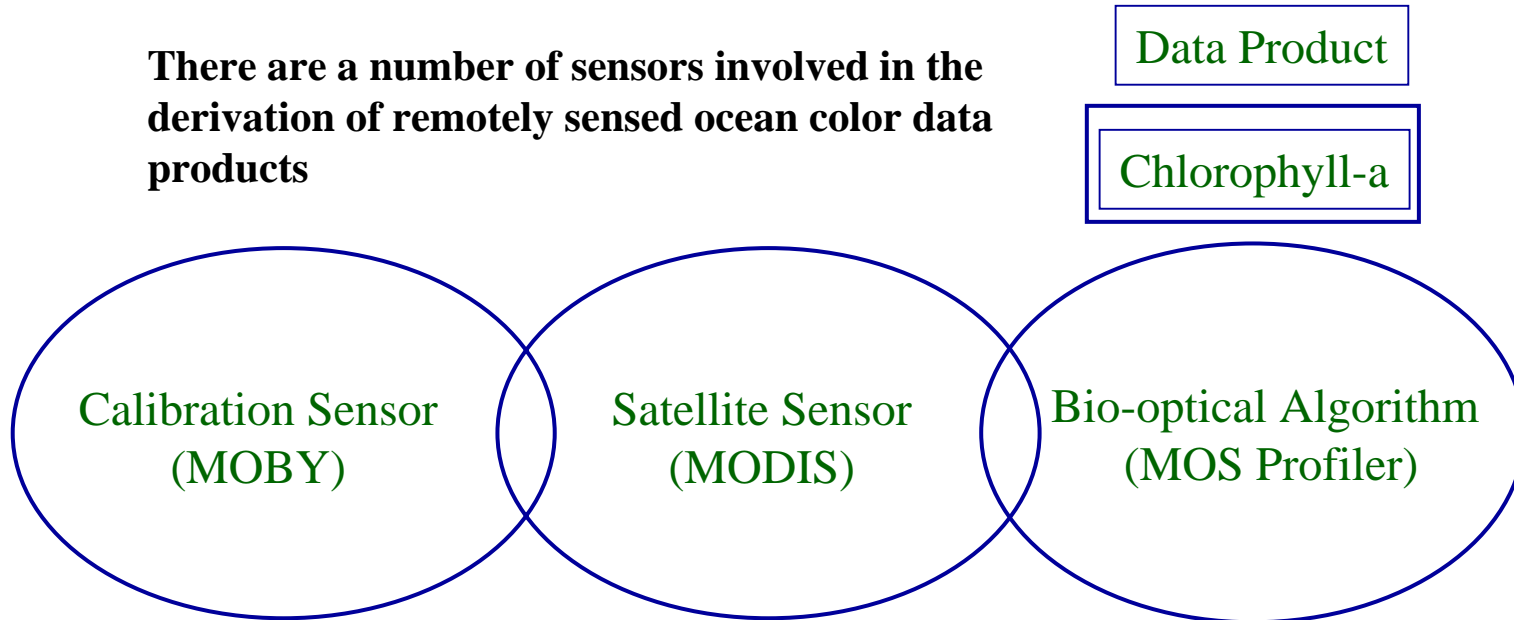 There are a number of sensors involved in the
derivation of remotely sensed ocean color data
products
Data Product
Chlorophyll-a
Calibration Sensor
(MOBY)
Satellite Sensor
(MODIS)
Bio-optical Algorithm
(MOS Profiler)